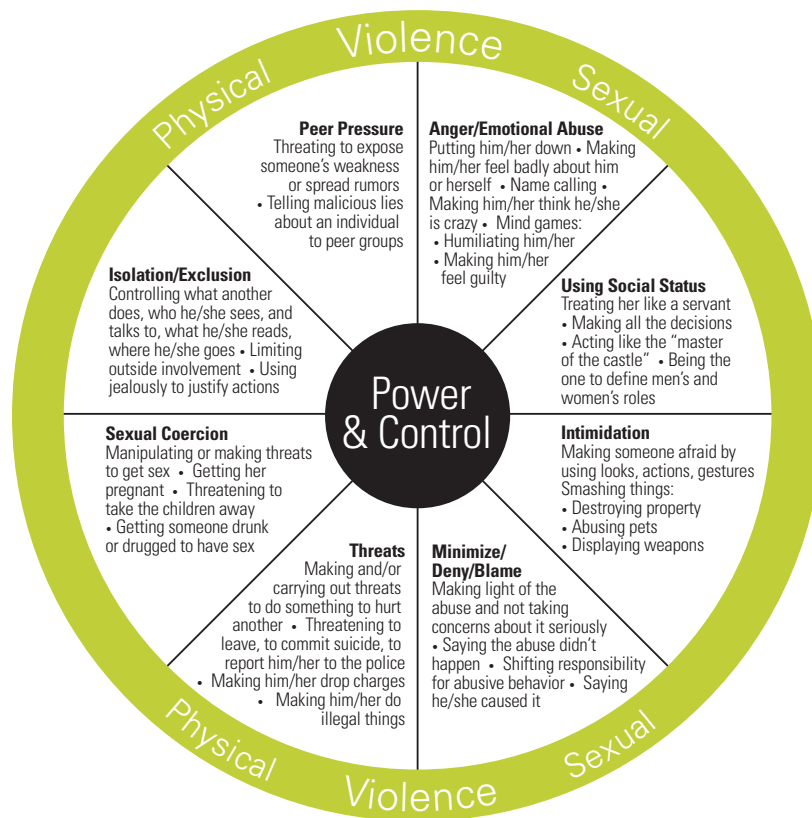 Physical Violence Sexual
Peer Pressure
Threating to expose
someone's weakness
or spread rumors
• Telling malicious lies
about an individual
to peer groups
Anger/Emotional Abuse
Putting him/her down • Making
him/her feel badly about him
or herself • Name calling •
Making him/her think he/she
is crazy • Mind games:
• Humiliating him/her
• Making him/her
feel guilty
Isolation/Exclusion
Controlling what another
does, who he/she sees, and
talks to, what he/she reads,
where he/she goes • Limiting
outside involvement • Using
jealously to justify actions
Using Social Status
Treating her like a servant
• Making all the decisions
• Acting like the "master
of the castle" • Being the
one to define men's and
women's roles
Power
& Control
Sexual Coercion
Manipulating or making threats
to get sex • Getting her
pregnant • Threatening to
take the children away
• Getting someone drunk
or drugged to have sex
Intimidation
Making someone afraid by
using looks, actions, gestures
Smashing things:
• Destroying property
• Abusing pets
• Displaying weapons
Threats
Making and/or
carrying out threats
to do something to hurt
another • Threatening to
leave, to commit suicide, to
report him/her to the police
• Making him/her drop charges
• Making him/her do
illegal things
Minimize/
Deny/Blame
Making light of the
abuse and not taking
concerns about it seriously
• Saying the abuse didn't
happen • Shifting responsibility
for abusive behavior • Saying
he/she caused it
Physical Violence Sexual